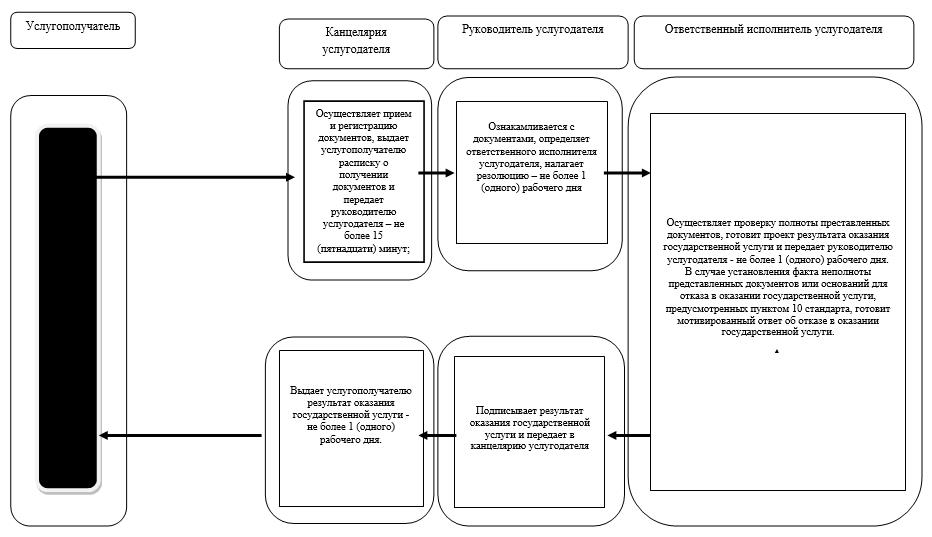 Услугополучатель
Канцелярия
услугодателя
Руководитель услугодателя
Ответственный исполнитель услугодателя
Осуществляет прием
и регистрацию
документов, выдает
услугополучателю
расписку о
получении
документов и
передает
руководителю
услугодателя – не
более 15
(пятнадцати) минут;
Ознакамливается с
документами, определяет
ответственного исполнителя
услугодателя, налагает
резолюцию – не более 1
(одного) рабочего дня
Осуществляет проверку полноты преставленных
документов, готовит проект результата оказания
государственной услуги и передает руководителю
услугодателя - не более 1 (одного) рабочего дня.
В случае установления факта неполноты
представленных документов или оснований для
отказа в оказании государственной услуги,
предусмотренных пунктом 10 стандарта, готовит
мотивированный ответ об отказе в оказании
государственной услуги.
Выдает услугополучателю
результат оказания
государственной услуги -
не более 1 (одного)
рабочего дня.
Подписывает результат
оказания государственной
услуги и передает в
канцелярию услугодателя